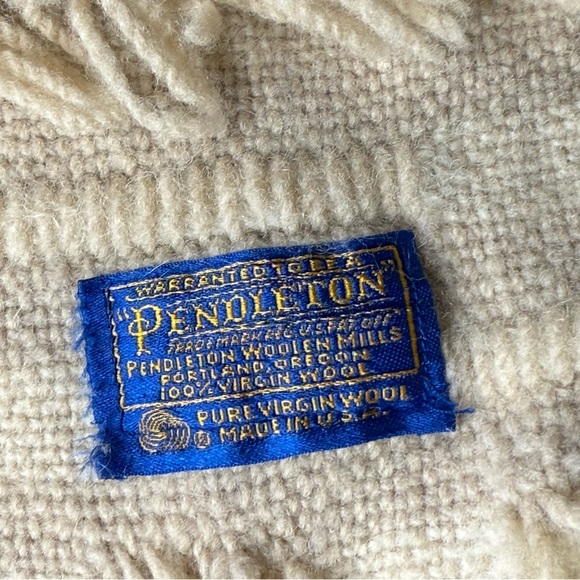 WARRANTED TO BE A
"PENDLETON"
TRADE MARK REG. U.S. PAT. OFF.
PENDLETON WOOLEN MILLS
PORTLAND, OREGON
100% VIRGIN WOOL
® PURE VIRGIN WOOL
MADE IN U.S.A.